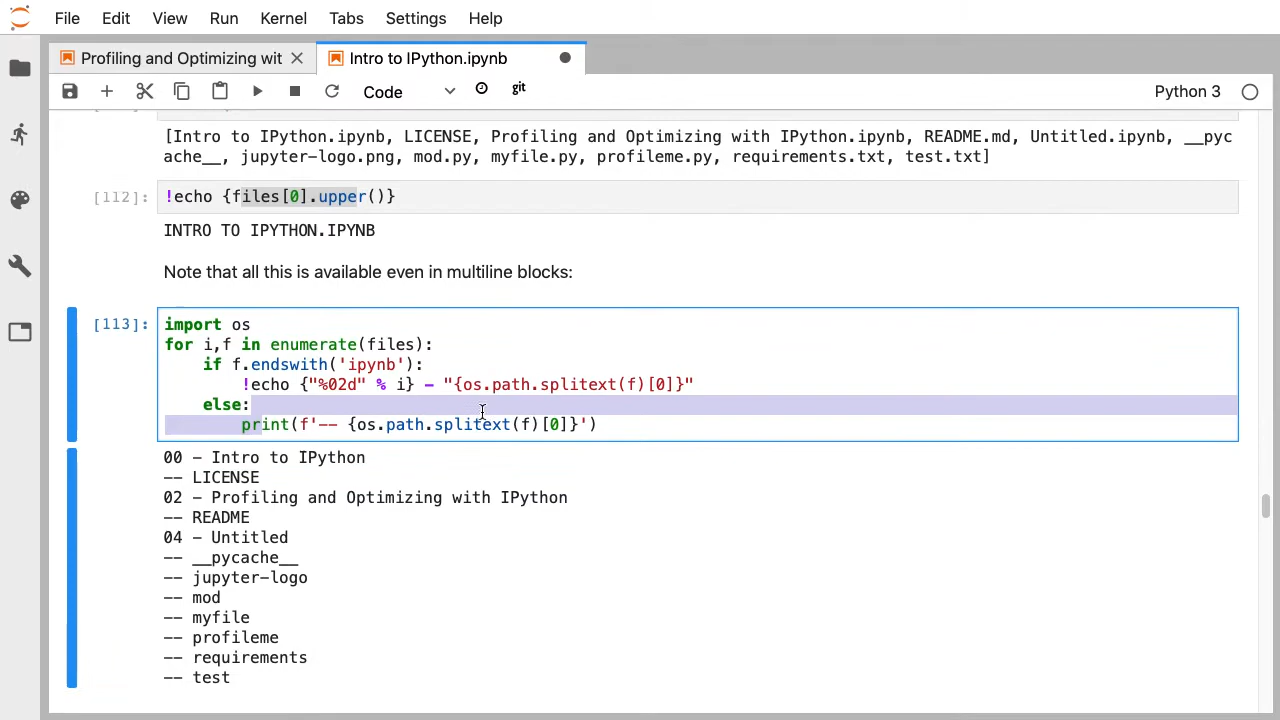 File Edit View Run Kernel Tabs Settings Help
Profiling and Optimizing wit
Intro to IPython.ipynb
Code
git
Python 3
[Intro to IPython.ipynb, LICENSE, Profiling and Optimizing with IPython.ipynb, README.md, Untitled.ipynb, __pyc
ache__, jupyter-logo.png, mod.py, myfile.py, profileme.py, requirements.txt, test.txt]
[112]: !echo {files[0].upper()}
INTRO TO IPYTHON.IPYNB
Note that all this is available even in multiline blocks:
[113]: import os
for i,f in enumerate(files):
    if f.endswith('ipynb'):
        !echo {"%02d" % i} - "{os.path.splitext(f)[0]}"
    else:
        print(f'-- {os.path.splitext(f)[0]}')
00 - Intro to IPython
-- LICENSE
02 - Profiling and Optimizing with IPython
-- README
04 - Untitled
-- __pycache__
-- jupyter-logo
-- mod
-- myfile
-- profileme
-- requirements
-- test